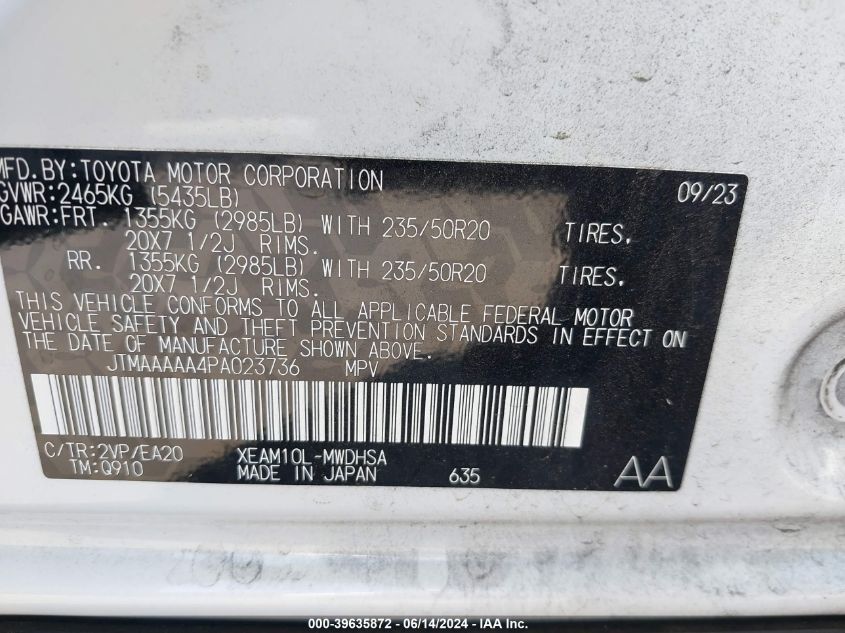 MFD.BY:TOYOTA MOTOR CORPORATION 09/23
GVWR:2465KG (5435LB)
GAWR:FRT. 1355KG (2985LB) WITH 235/50R20 TIRES,
20X7 1/2J RIMS.
RR. 1355KG (2985LB) WITH 235/50R20 TIRES,
20X7 1/2J RIMS.
THIS VEHICLE CONFORMS TO ALL APPLICABLE FEDERAL MOTOR
VEHICLE SAFETY AND THEFT PREVENTION STANDARDS IN EFFECT ON
THE DATE OF MANUFACTURE SHOWN ABOVE.
JTMAAAAA4PA023736 MPV
C/TR:2VP/EA20 XEAM10L-MWDHSA
TM:Q910 MADE IN JAPAN 635 AA
000-39635872 - 06/14/2024 - IAA Inc.